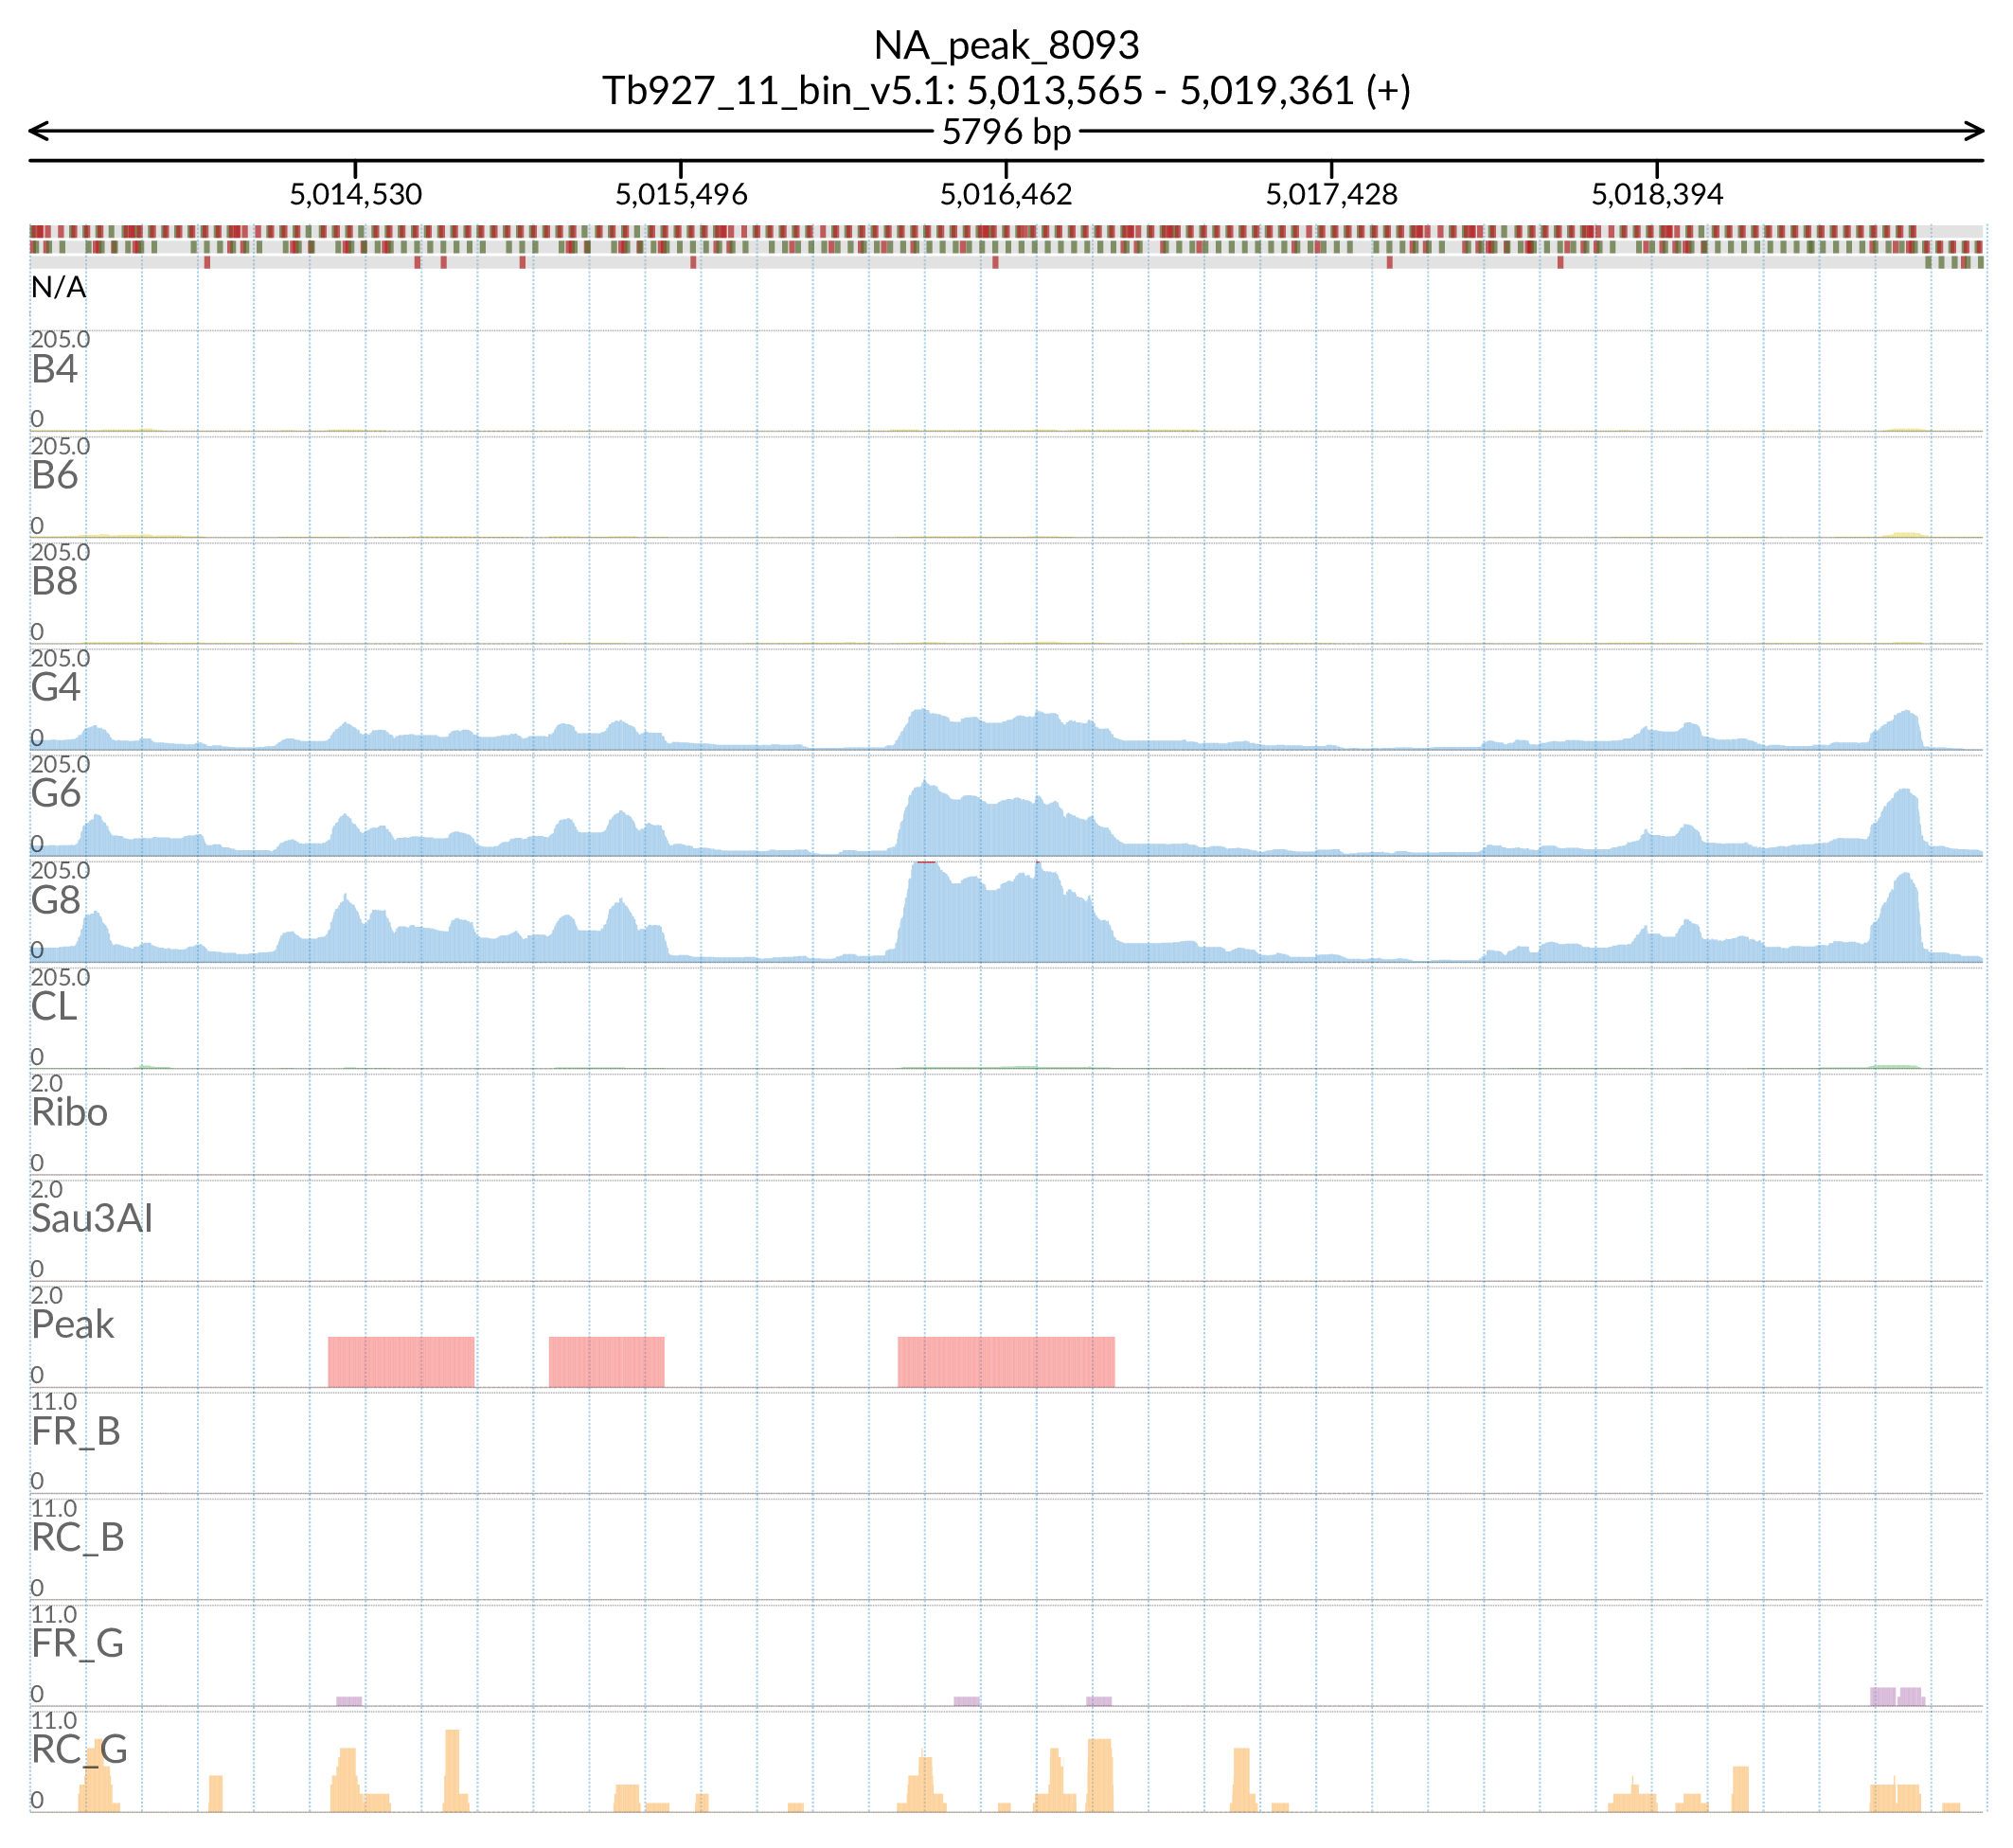 NA_peak_8093
Tb927_11_bin_v5.1: 5,013,565 - 5,019,361 (+)
5796 bp
5,014,530 5,015,496 5,016,462 5,017,428 5,018,394
N/A
205.0
B4
0
205.0
B6
0
205.0
B8
0
205.0
G4
0
205.0
G6
0
205.0
G8
0
205.0
CL
0
2.0
Ribo
0
2.0
Sau3AI
0
2.0
Peak
0
11.0
FR_B
0
11.0
RC_B
0
11.0
FR_G
0
11.0
RC_G
0